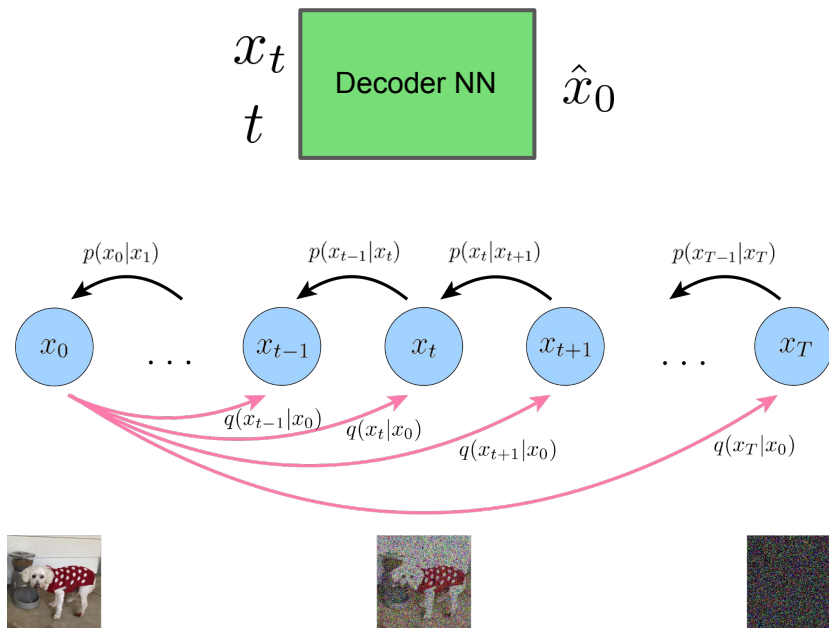 x_t
Decoder NN
t
x̂_0
p(x_0|x_1)
p(x_{t-1}|x_t)
p(x_t|x_{t+1})
p(x_{T-1}|x_T)
x_0
. . .
x_{t-1}
x_t
x_{t+1}
. . .
x_T
q(x_{t-1}|x_0)
q(x_t|x_0)
q(x_{t+1}|x_0)
q(x_T|x_0)